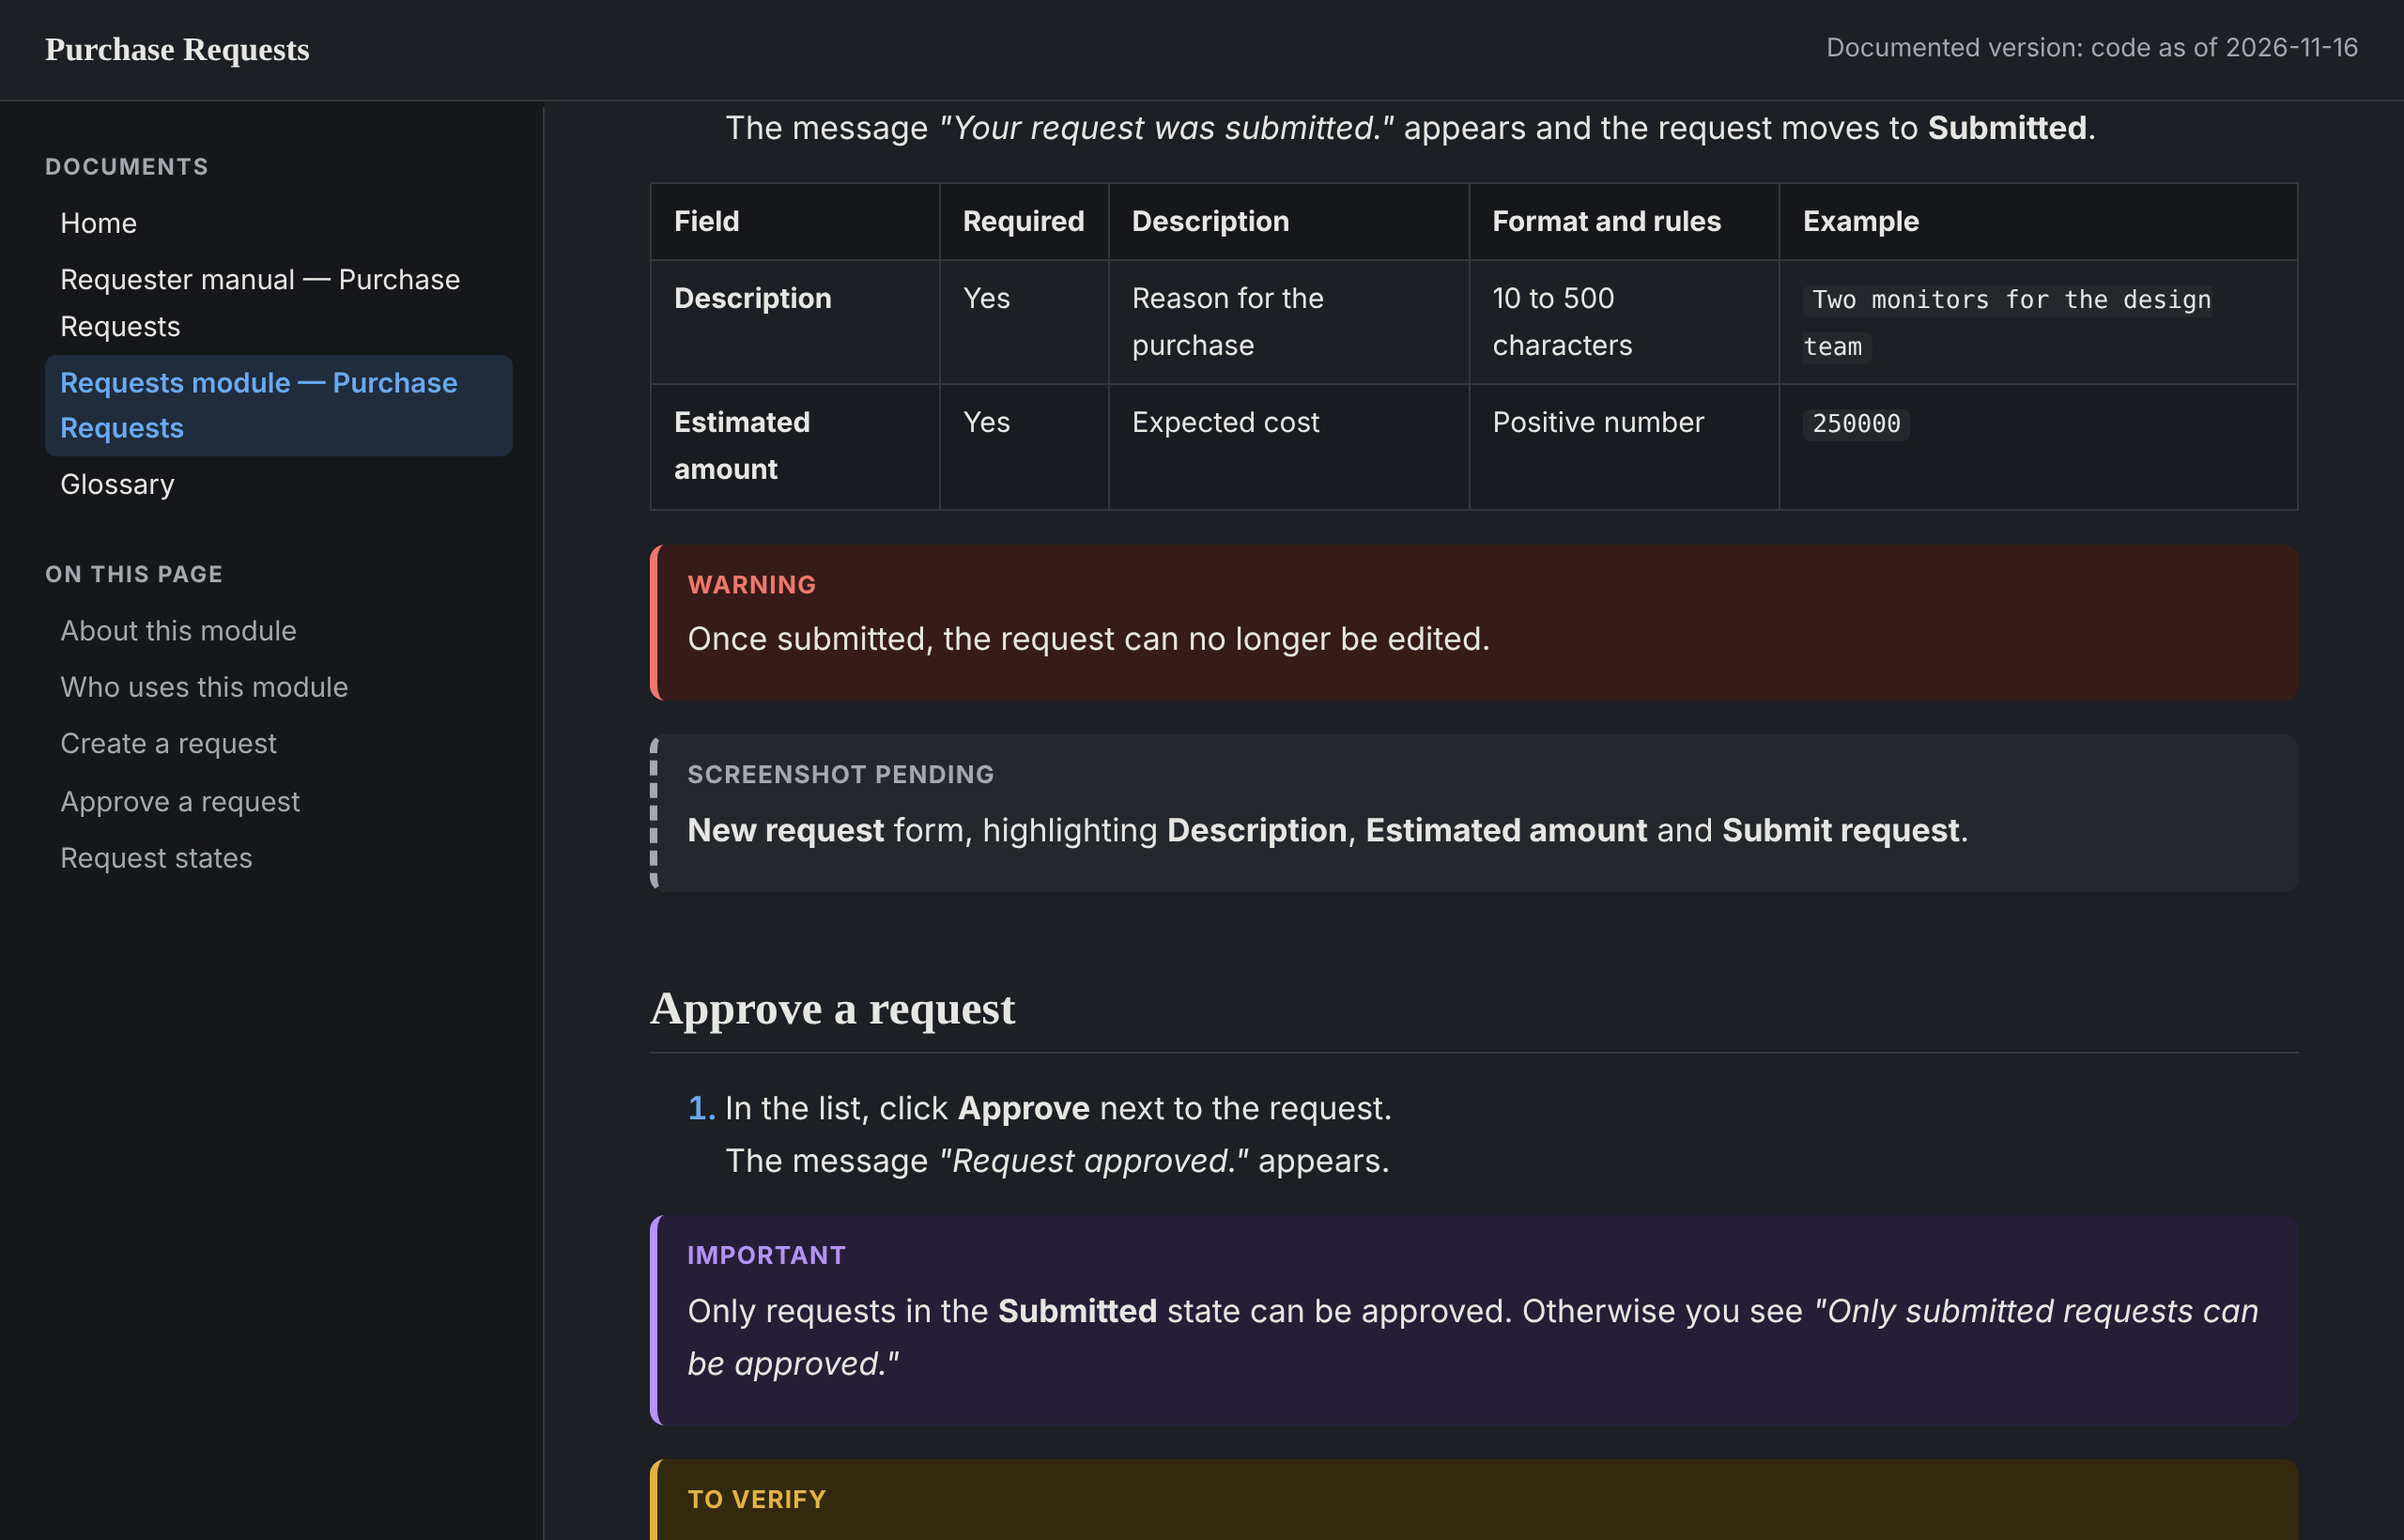 Purchase Requests
Documented version: code as of 2026-11-16
DOCUMENTS
Home
Requester manual — Purchase
Requests
Requests module — Purchase
Requests
Glossary
ON THIS PAGE
About this module
Who uses this module
Create a request
Approve a request
Request states
The message "Your request was submitted." appears and the request moves to Submitted.
Field Required Description Format and rules Example
Description Yes Reason for the purchase 10 to 500 characters Two monitors for the design team
Estimated amount Yes Expected cost Positive number 250000
WARNING
Once submitted, the request can no longer be edited.
SCREENSHOT PENDING
New request form, highlighting Description, Estimated amount and Submit request.
Approve a request
1. In the list, click Approve next to the request.
The message "Request approved." appears.
IMPORTANT
Only requests in the Submitted state can be approved. Otherwise you see "Only submitted requests can
be approved."
TO VERIFY